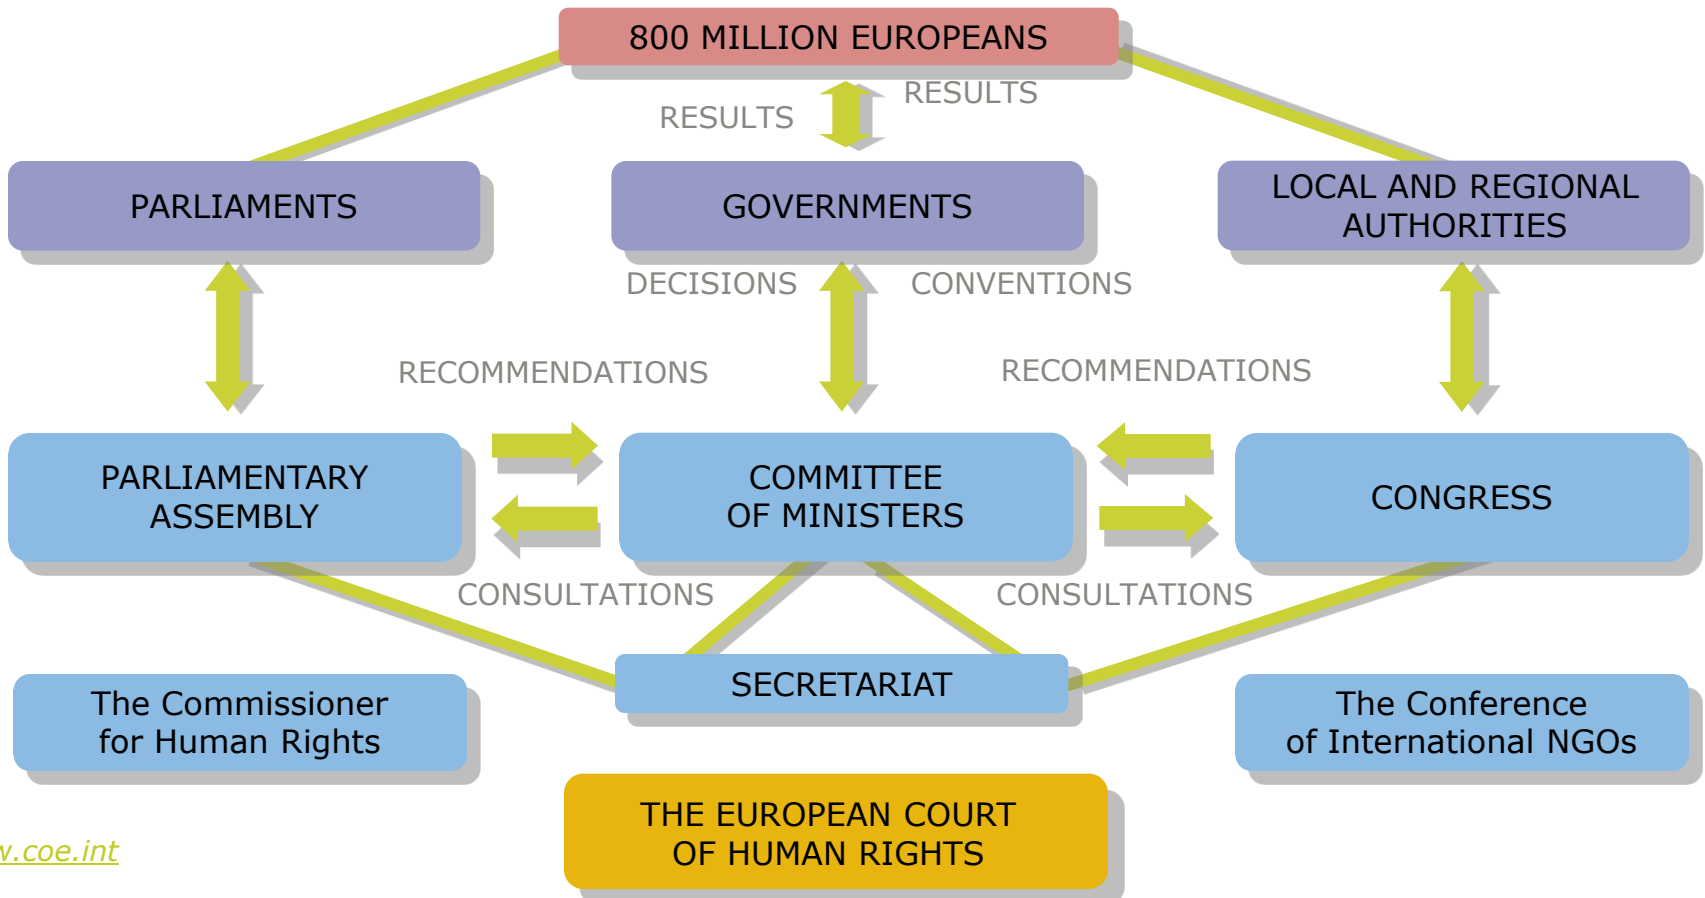 800 MILLION EUROPEANS
RESULTS
RESULTS
PARLIAMENTS
GOVERNMENTS
LOCAL AND REGIONAL
AUTHORITIES
DECISIONS
CONVENTIONS
RECOMMENDATIONS
RECOMMENDATIONS
PARLIAMENTARY
ASSEMBLY
COMMITTEE
OF MINISTERS
CONGRESS
CONSULTATIONS
CONSULTATIONS
SECRETARIAT
The Commissioner
for Human Rights
The Conference
of International NGOs
THE EUROPEAN COURT
OF HUMAN RIGHTS
w.coe.int